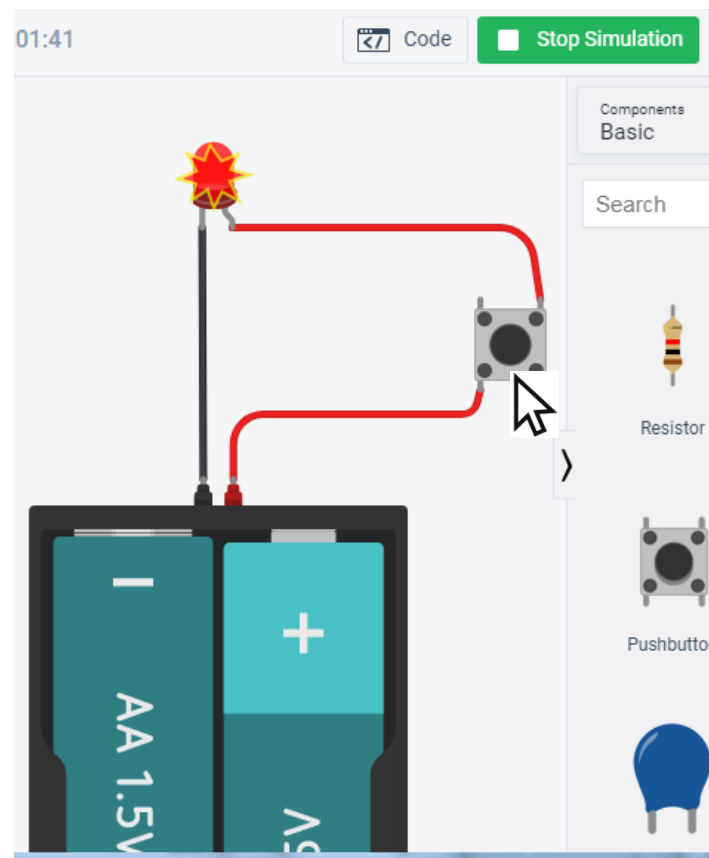 01:41
Code
Stop Simulation
Components
Basic
Search
Resistor
Pushbutto
+
AA 1.5V